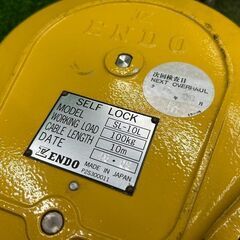 ENDO
次回検査日
NEXT OVERHAUL
SELF LOCK
MODEL SL-10L
WORKING LOAD 100kg
CABLE LENGTH 10m
DATE
ENDO MADE IN JAPAN
P25300011